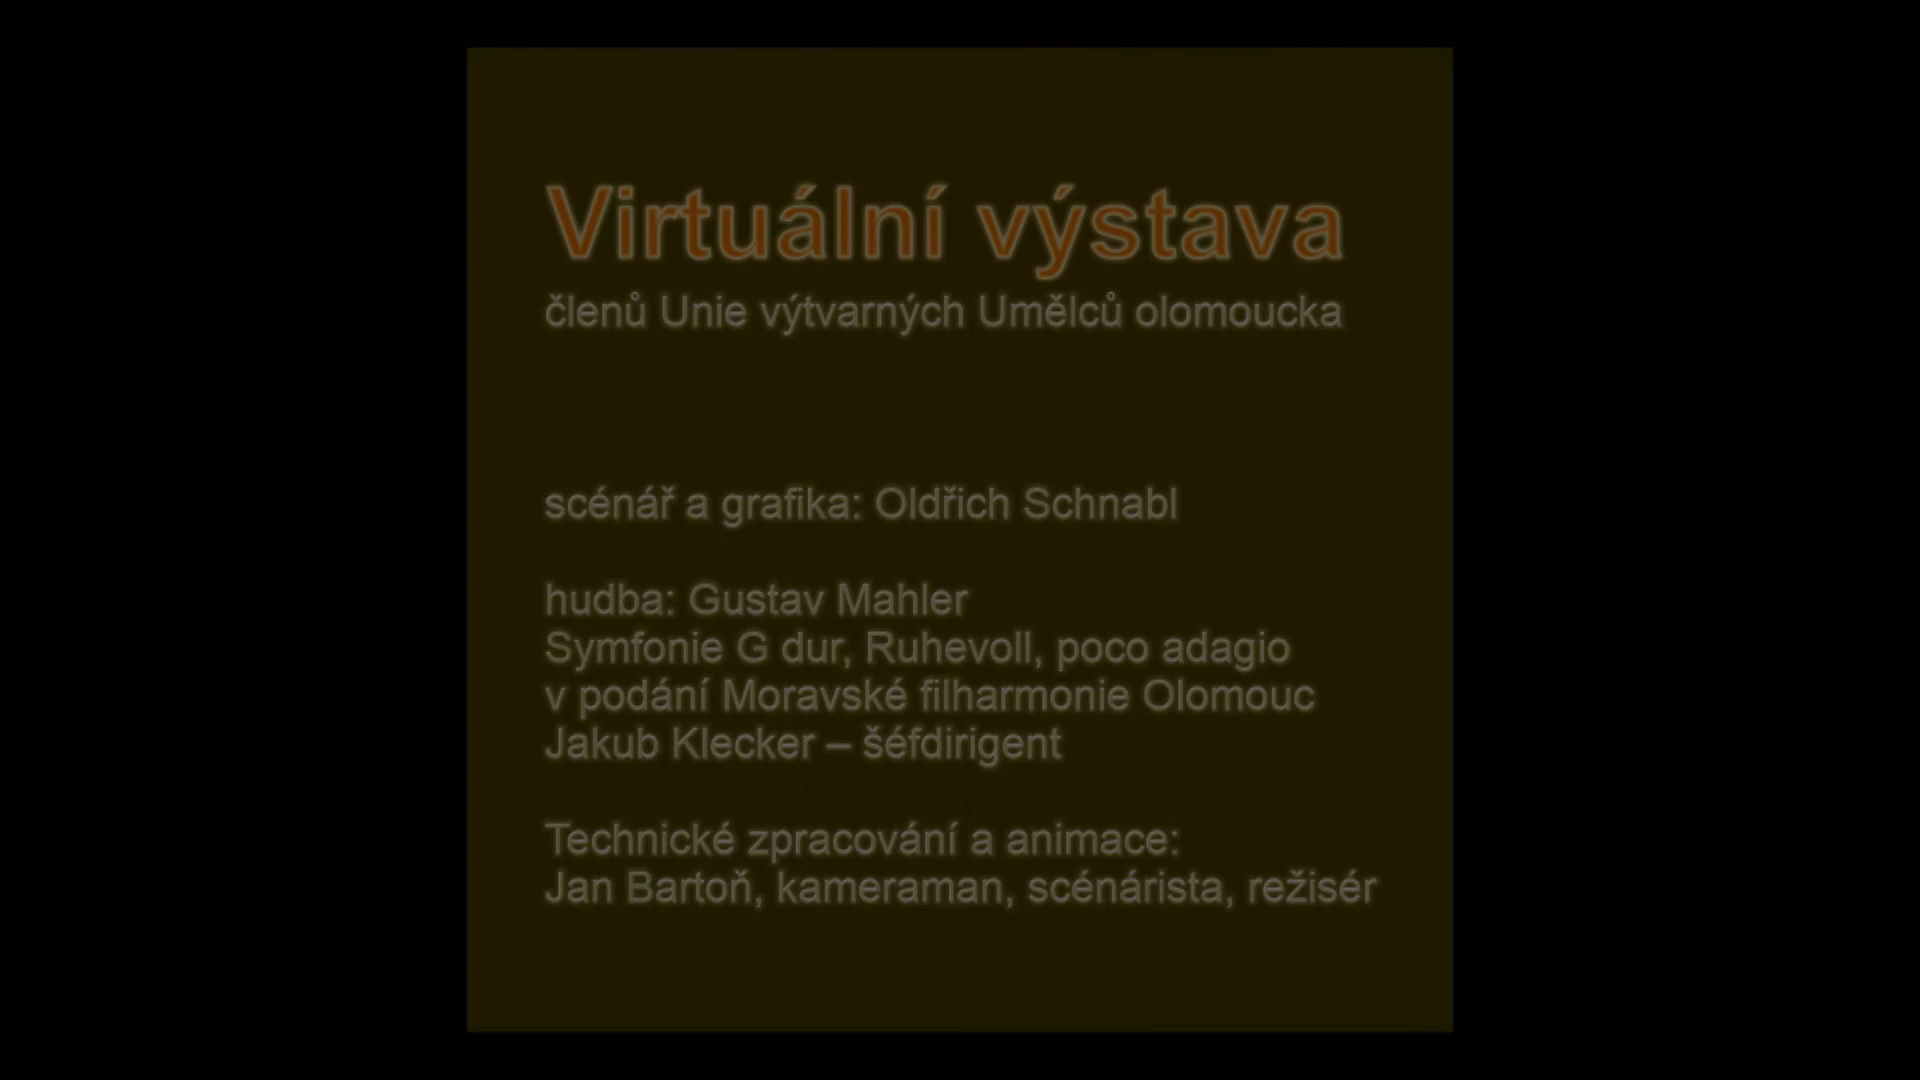 Virtuální výstava
členů Unie výtvarných Umělců olomoucka
scénář a grafika: Oldřich Schnabl
hudba: Gustav Mahler
Symfonie G dur, Ruhevoll, poco adagio
v podání Moravské filharmonie Olomouc
Jakub Klecker – šéfdirigent
Technické zpracování a animace:
Jan Bartoň, kameraman, scénárista, režisér